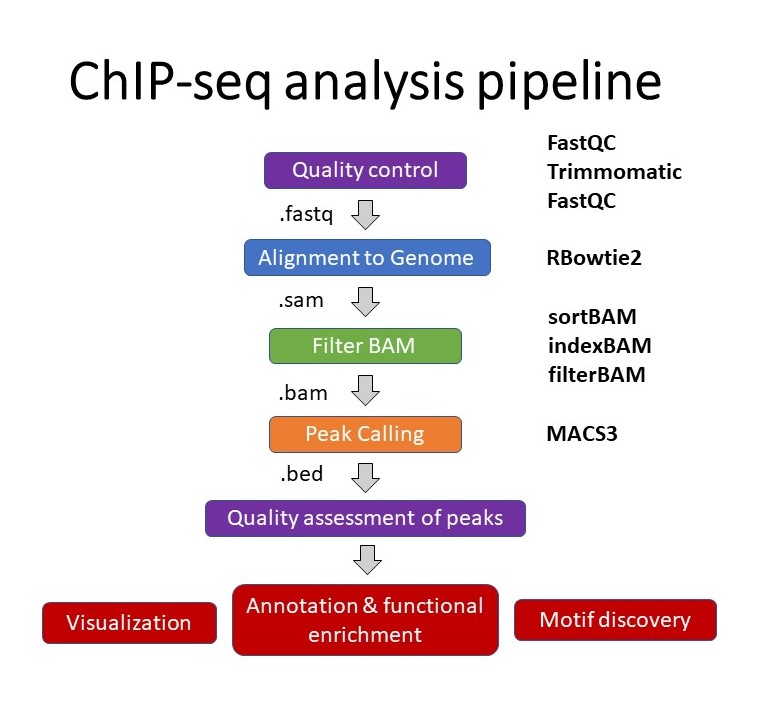 ChIP-seq analysis pipeline
FastQC
Quality control
Trimmomatic
FastQC
.fastq
Alignment to Genome
RBowtie2
.sam
sortBAM
Filter BAM
indexBAM
filterBAM
.bam
Peak Calling
MACS3
.bed
Quality assessment of peaks
Visualization
Annotation & functional
enrichment
Motif discovery